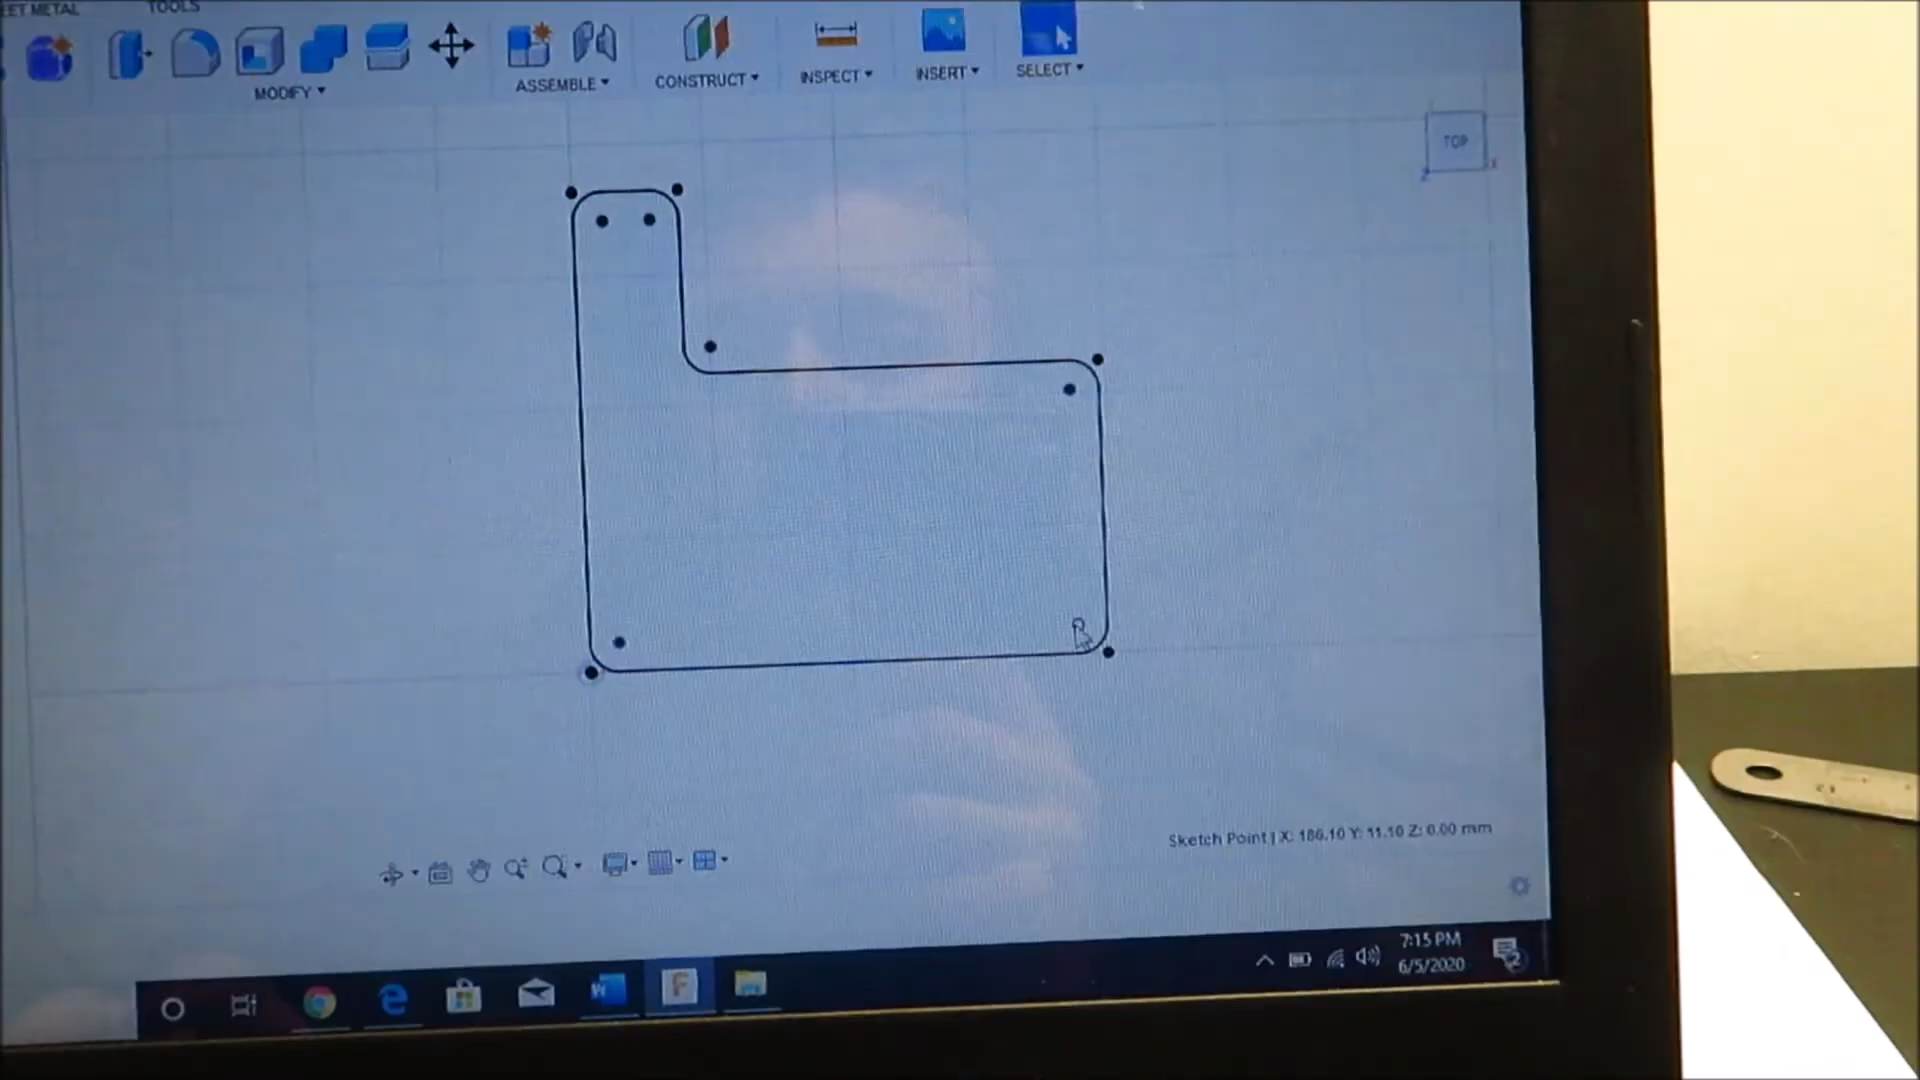 EET METAL
TOOLS
MODIFY
ASSEMBLE
CONSTRUCT
INSPECT
INSERT
SELECT
TOP
Z
X
Sketch Point | X: 186.10 Y: 11.10 Z: 0.00 mm
W
F
7:15 PM
6/5/2020
2